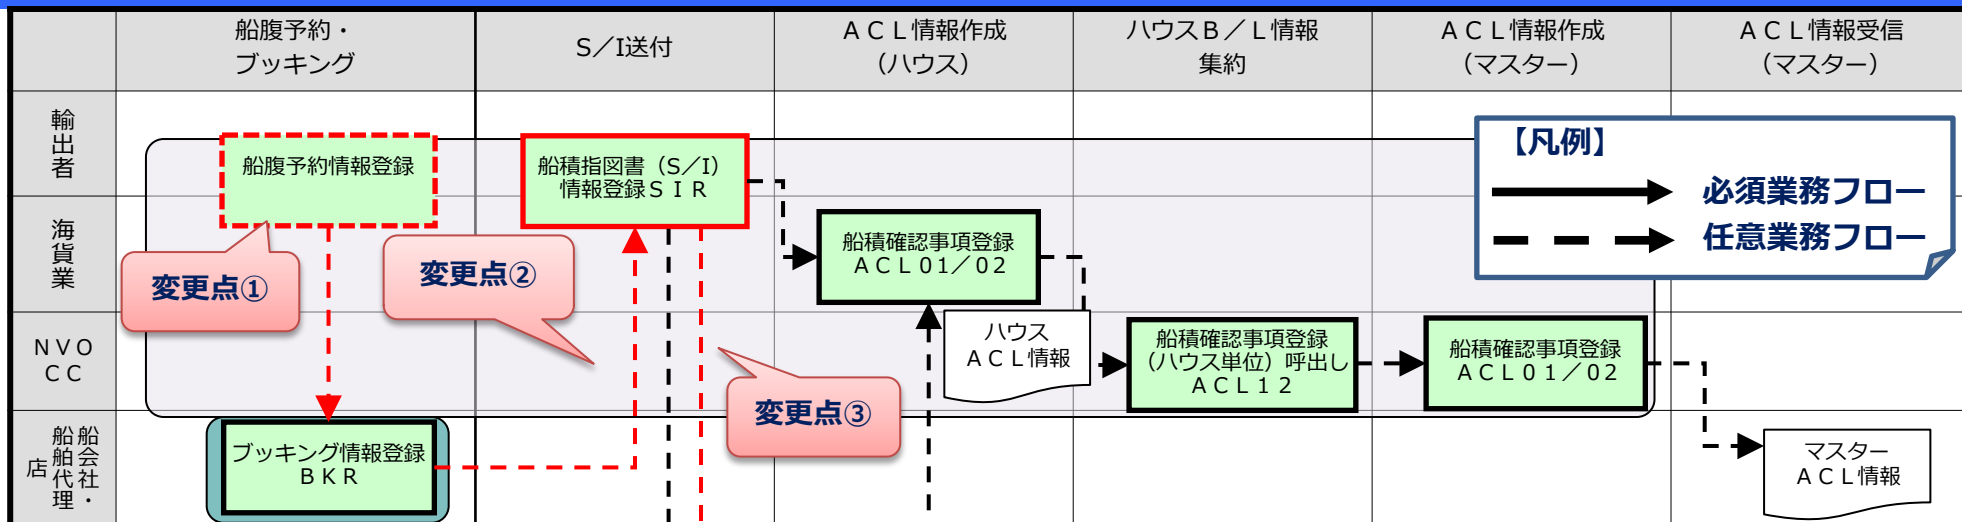 船腹予約・
ブッキング
S／I送付
ＡＣＬ情報作成
（ハウス）
ハウスＢ／Ｌ情報
集約
ＡＣＬ情報作成
（マスター）
ＡＣＬ情報受信
（マスター）
輸出者
海貨業
ＮＶＯ
ＣＣ
船会社・
船舶代理
店
船腹予約情報登録
船積指図書（S／I）
情報登録ＳＩＲ
船積確認事項登録
ＡＣＬ０１／０２
ハウス
ＡＣＬ情報
船積確認事項登録
（ハウス単位）呼出し
ＡＣＬ１２
船積確認事項登録
ＡＣＬ０１／０２
ブッキング情報登録
ＢＫＲ
マスター
ＡＣＬ情報
変更点①
変更点②
変更点③
【凡例】
必須業務フロー
任意業務フロー